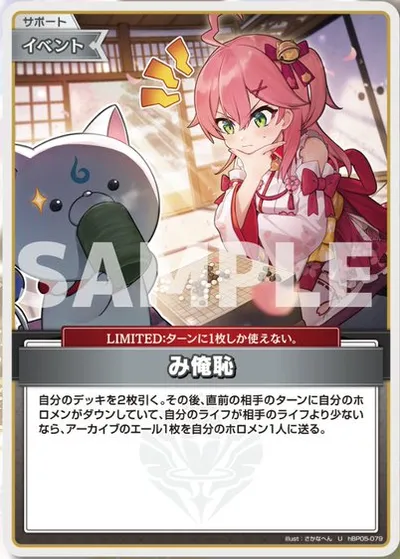 サポート
イベント
SAMPLE
LIMITED:ターンに1枚しか使えない。
み俺恥
自分のデッキを2枚引く。その後、直前の相手のターンに自分のホ
ロメンがダウンしていて、自分のライフが相手のライフより少ない
なら、アーカイブのエール1枚を自分のホロメン1人に送る。
illust:さかなへん U hBP05-079